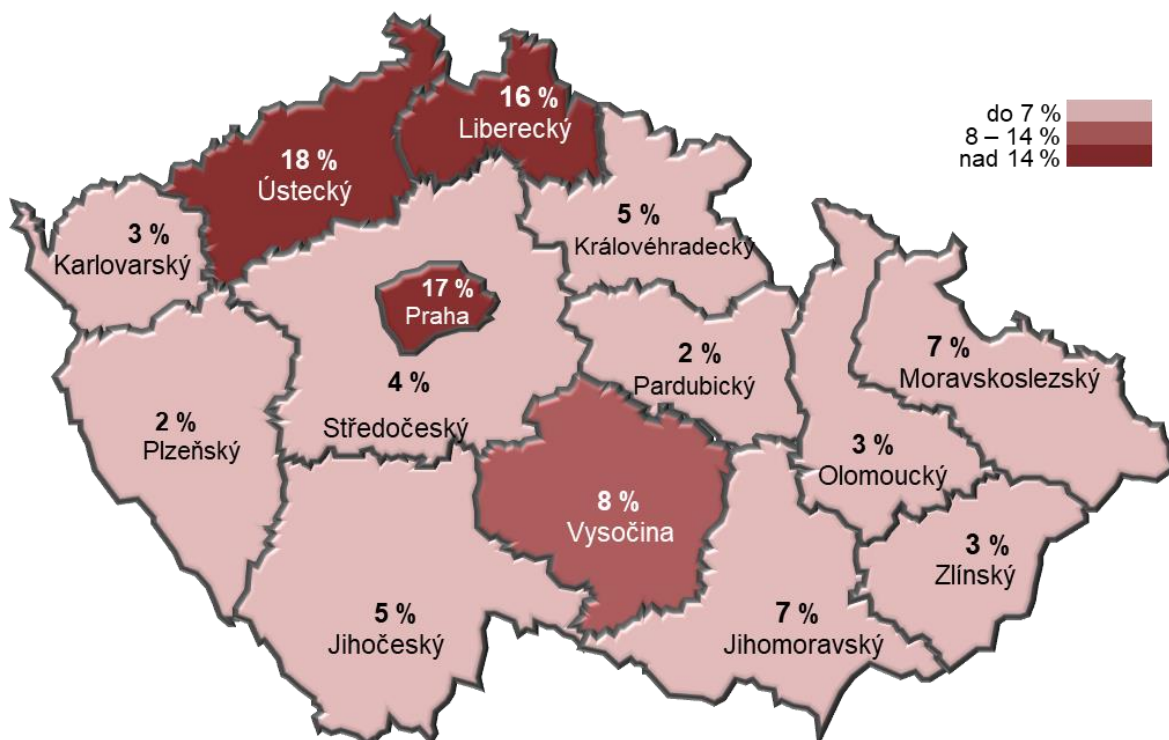 16 %
Liberecký
do 7 %
8 – 14 %
nad 14 %
18 %
Ústecký
5 %
Královéhradecký
3 %
Karlovarský
17 %
Praha
7 %
Moravskoslezský
2 %
Pardubický
4 %
Středočeský
2 %
Plzeňský
3 %
Olomoucký
8 %
Vysočina
3 %
Zlínský
5 %
Jihočeský
7 %
Jihomoravský